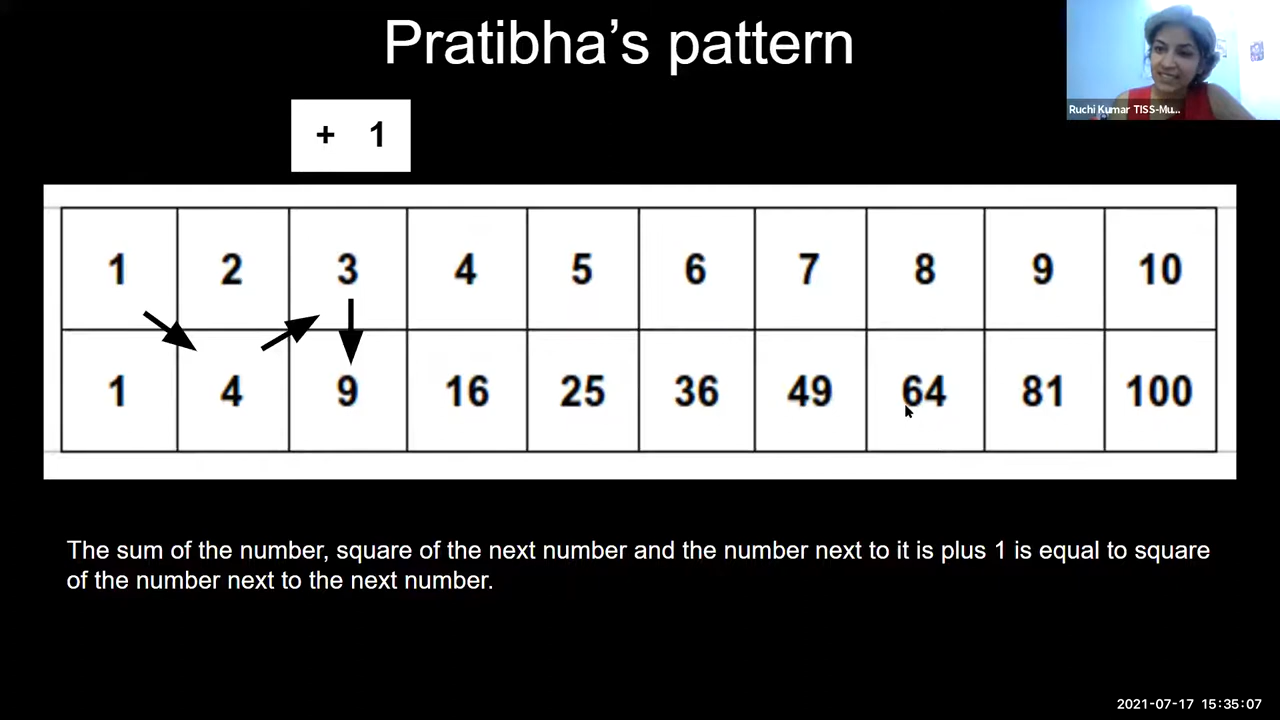 Pratibha's pattern
Ruchi Kumar TISS-Mu...
+ 1
1 2 3 4 5 6 7 8 9 10
1 4 9 16 25 36 49 64 81 100
The sum of the number, square of the next number and the number next to it is plus 1 is equal to square
of the number next to the next number.
2021-07-17 15:35:07